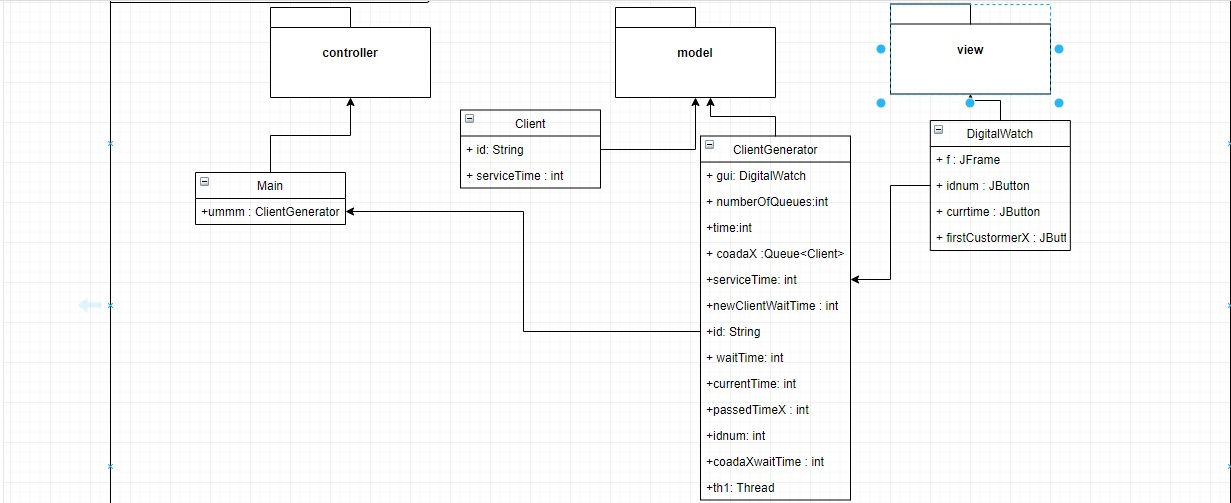 controller
model
view
Client
+ id: String
+ serviceTime : int
Main
+ummm : ClientGenerator
ClientGenerator
+ gui: DigitalWatch
+ numberOfQueues:int
+time:int
+ coadaX :Queue<Client>
+serviceTime: int
+newClientWaitTime : int
+id: String
+ waitTime: int
+currentTime: int
+passedTimeX : int
+idnum: int
+coadaXwaitTime : int
+th1: Thread
DigitalWatch
+ f : JFrame
+ idnum : JButton
+ currtime : JButton
+ firstCustormerX : JButt